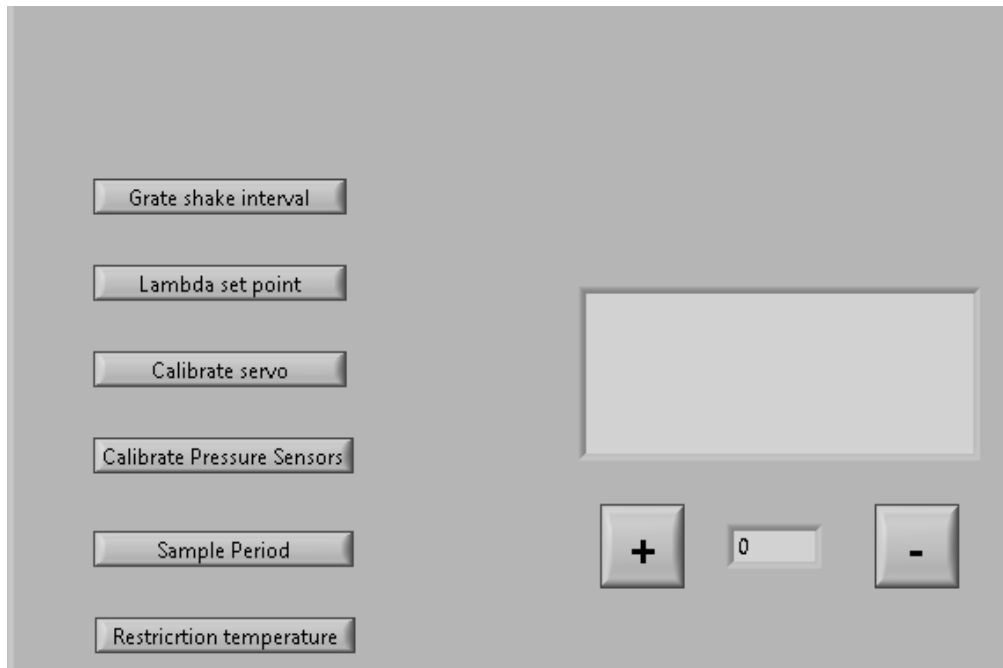 Grate shake interval
Lambda set point
Calibrate servo
Calibrate Pressure Sensors
Sample Period
+ 0 -
Restricrtion temperature